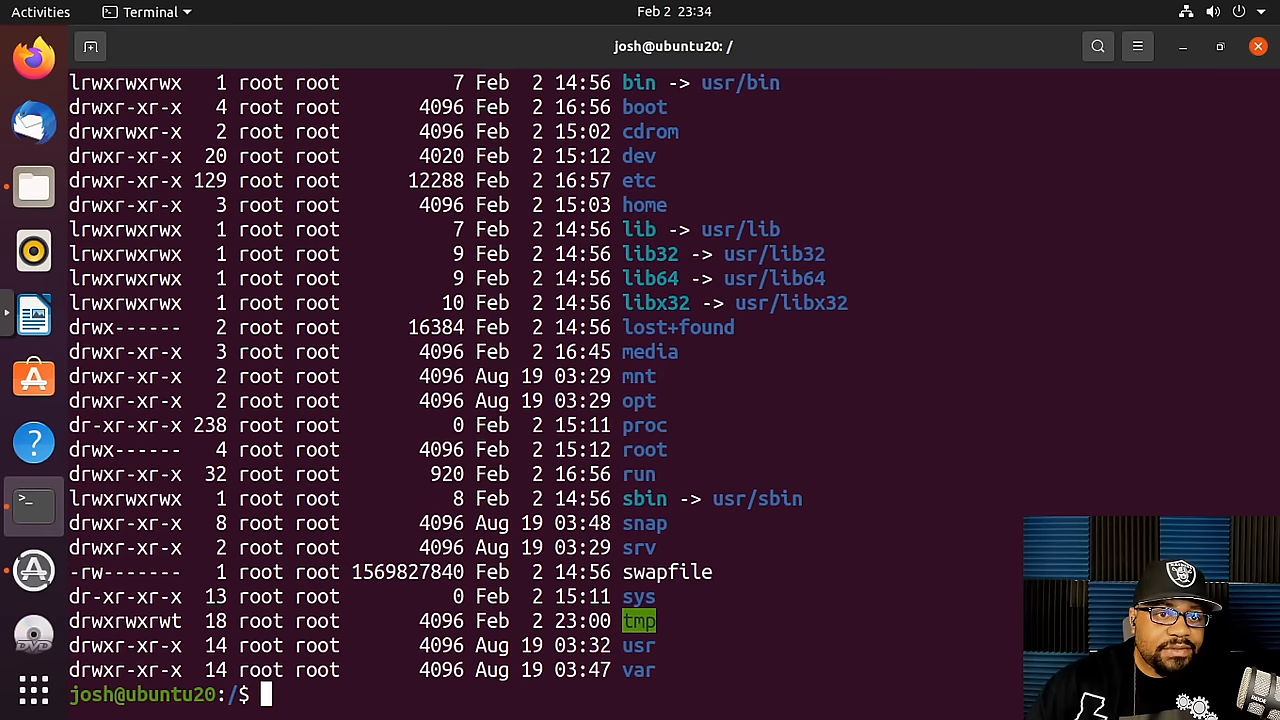 Activities Terminal Feb 2 23:34
josh@ubuntu20: /
lrwxrwxrwx 1 root root 7 Feb 2 14:56 bin -> usr/bin
drwxr-xr-x 4 root root 4096 Feb 2 16:56 boot
drwxr-xr-x 2 root root 4096 Feb 2 15:02 cdrom
drwxr-xr-x 20 root root 4020 Feb 2 15:12 dev
drwxr-xr-x 129 root root 12288 Feb 2 16:57 etc
drwxr-xr-x 3 root root 4096 Feb 2 15:03 home
lrwxrwxrwx 1 root root 7 Feb 2 14:56 lib -> usr/lib
lrwxrwxrwx 1 root root 9 Feb 2 14:56 lib32 -> usr/lib32
lrwxrwxrwx 1 root root 9 Feb 2 14:56 lib64 -> usr/lib64
lrwxrwxrwx 1 root root 10 Feb 2 14:56 libx32 -> usr/libx32
drwx------ 2 root root 16384 Feb 2 14:56 lost+found
drwxr-xr-x 3 root root 4096 Feb 2 16:45 media
drwxr-xr-x 2 root root 4096 Aug 19 03:29 mnt
drwxr-xr-x 2 root root 4096 Aug 19 03:29 opt
dr-xr-xr-x 238 root root 0 Feb 2 15:11 proc
drwx------ 4 root root 4096 Feb 2 15:12 root
drwxr-xr-x 32 root root 920 Feb 2 16:56 run
lrwxrwxrwx 1 root root 8 Feb 2 14:56 sbin -> usr/sbin
drwxr-xr-x 8 root root 4096 Aug 19 03:48 snap
drwxr-xr-x 2 root root 4096 Aug 19 03:29 srv
-rw------- 1 root root 1569827840 Feb 2 14:56 swapfile
dr-xr-xr-x 13 root root 0 Feb 2 15:11 sys
drwxrwxrwt 18 root root 4096 Feb 2 23:00 tmp
drwxr-xr-x 14 root root 4096 Aug 19 03:32 usr
drwxr-xr-x 14 root root 4096 Aug 19 03:47 var
josh@ubuntu20:/$